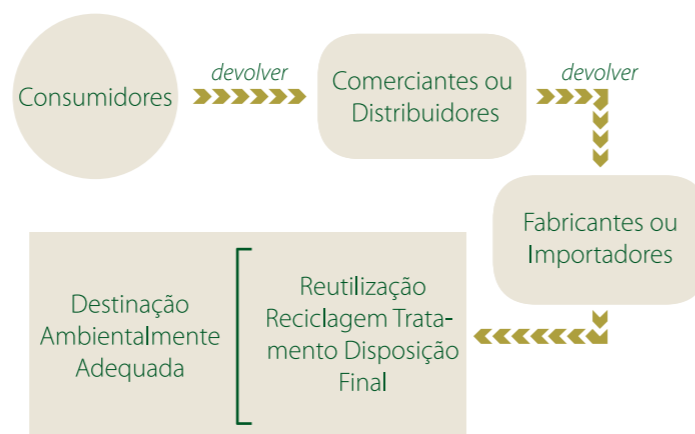 Consumidores
devolver
Comerciantes ou
Distribuidores
devolver
Fabricantes ou
Importadores
Destinação
Ambientalmente
Adequada
Reutilização
Reciclagem Trata-
mento Disposição
Final